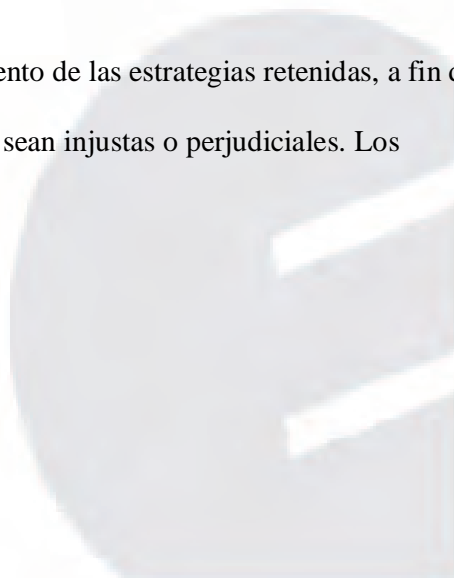 ento de las estrategias retenidas, a fin
sean injustas o perjudiciales. Los